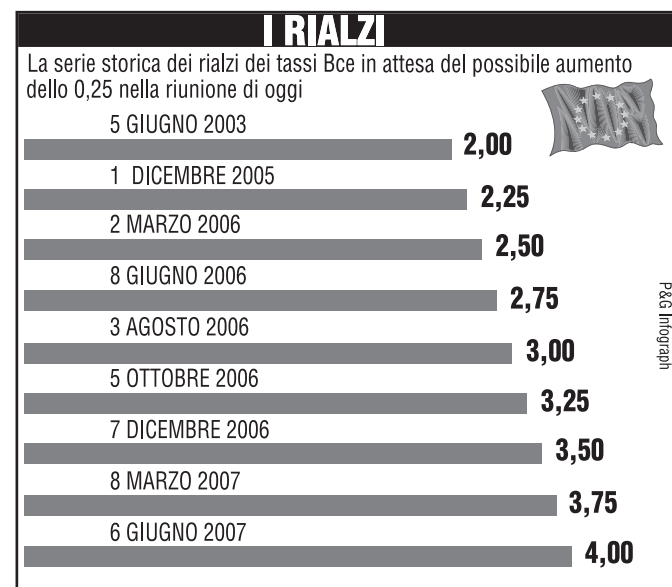 I RIALZI
La serie storica dei rialzi dei tassi Bce in attesa del possibile aumento
dello 0,25 nella riunione di oggi
5 GIUGNO 2003
2,00
1 DICEMBRE 2005
2,25
2 MARZO 2006
2,50
8 GIUGNO 2006
2,75
3 AGOSTO 2006
3,00
5 OTTOBRE 2006
3,25
7 DICEMBRE 2006
3,50
8 MARZO 2007
3,75
6 GIUGNO 2007
4,00
P&G Infograph